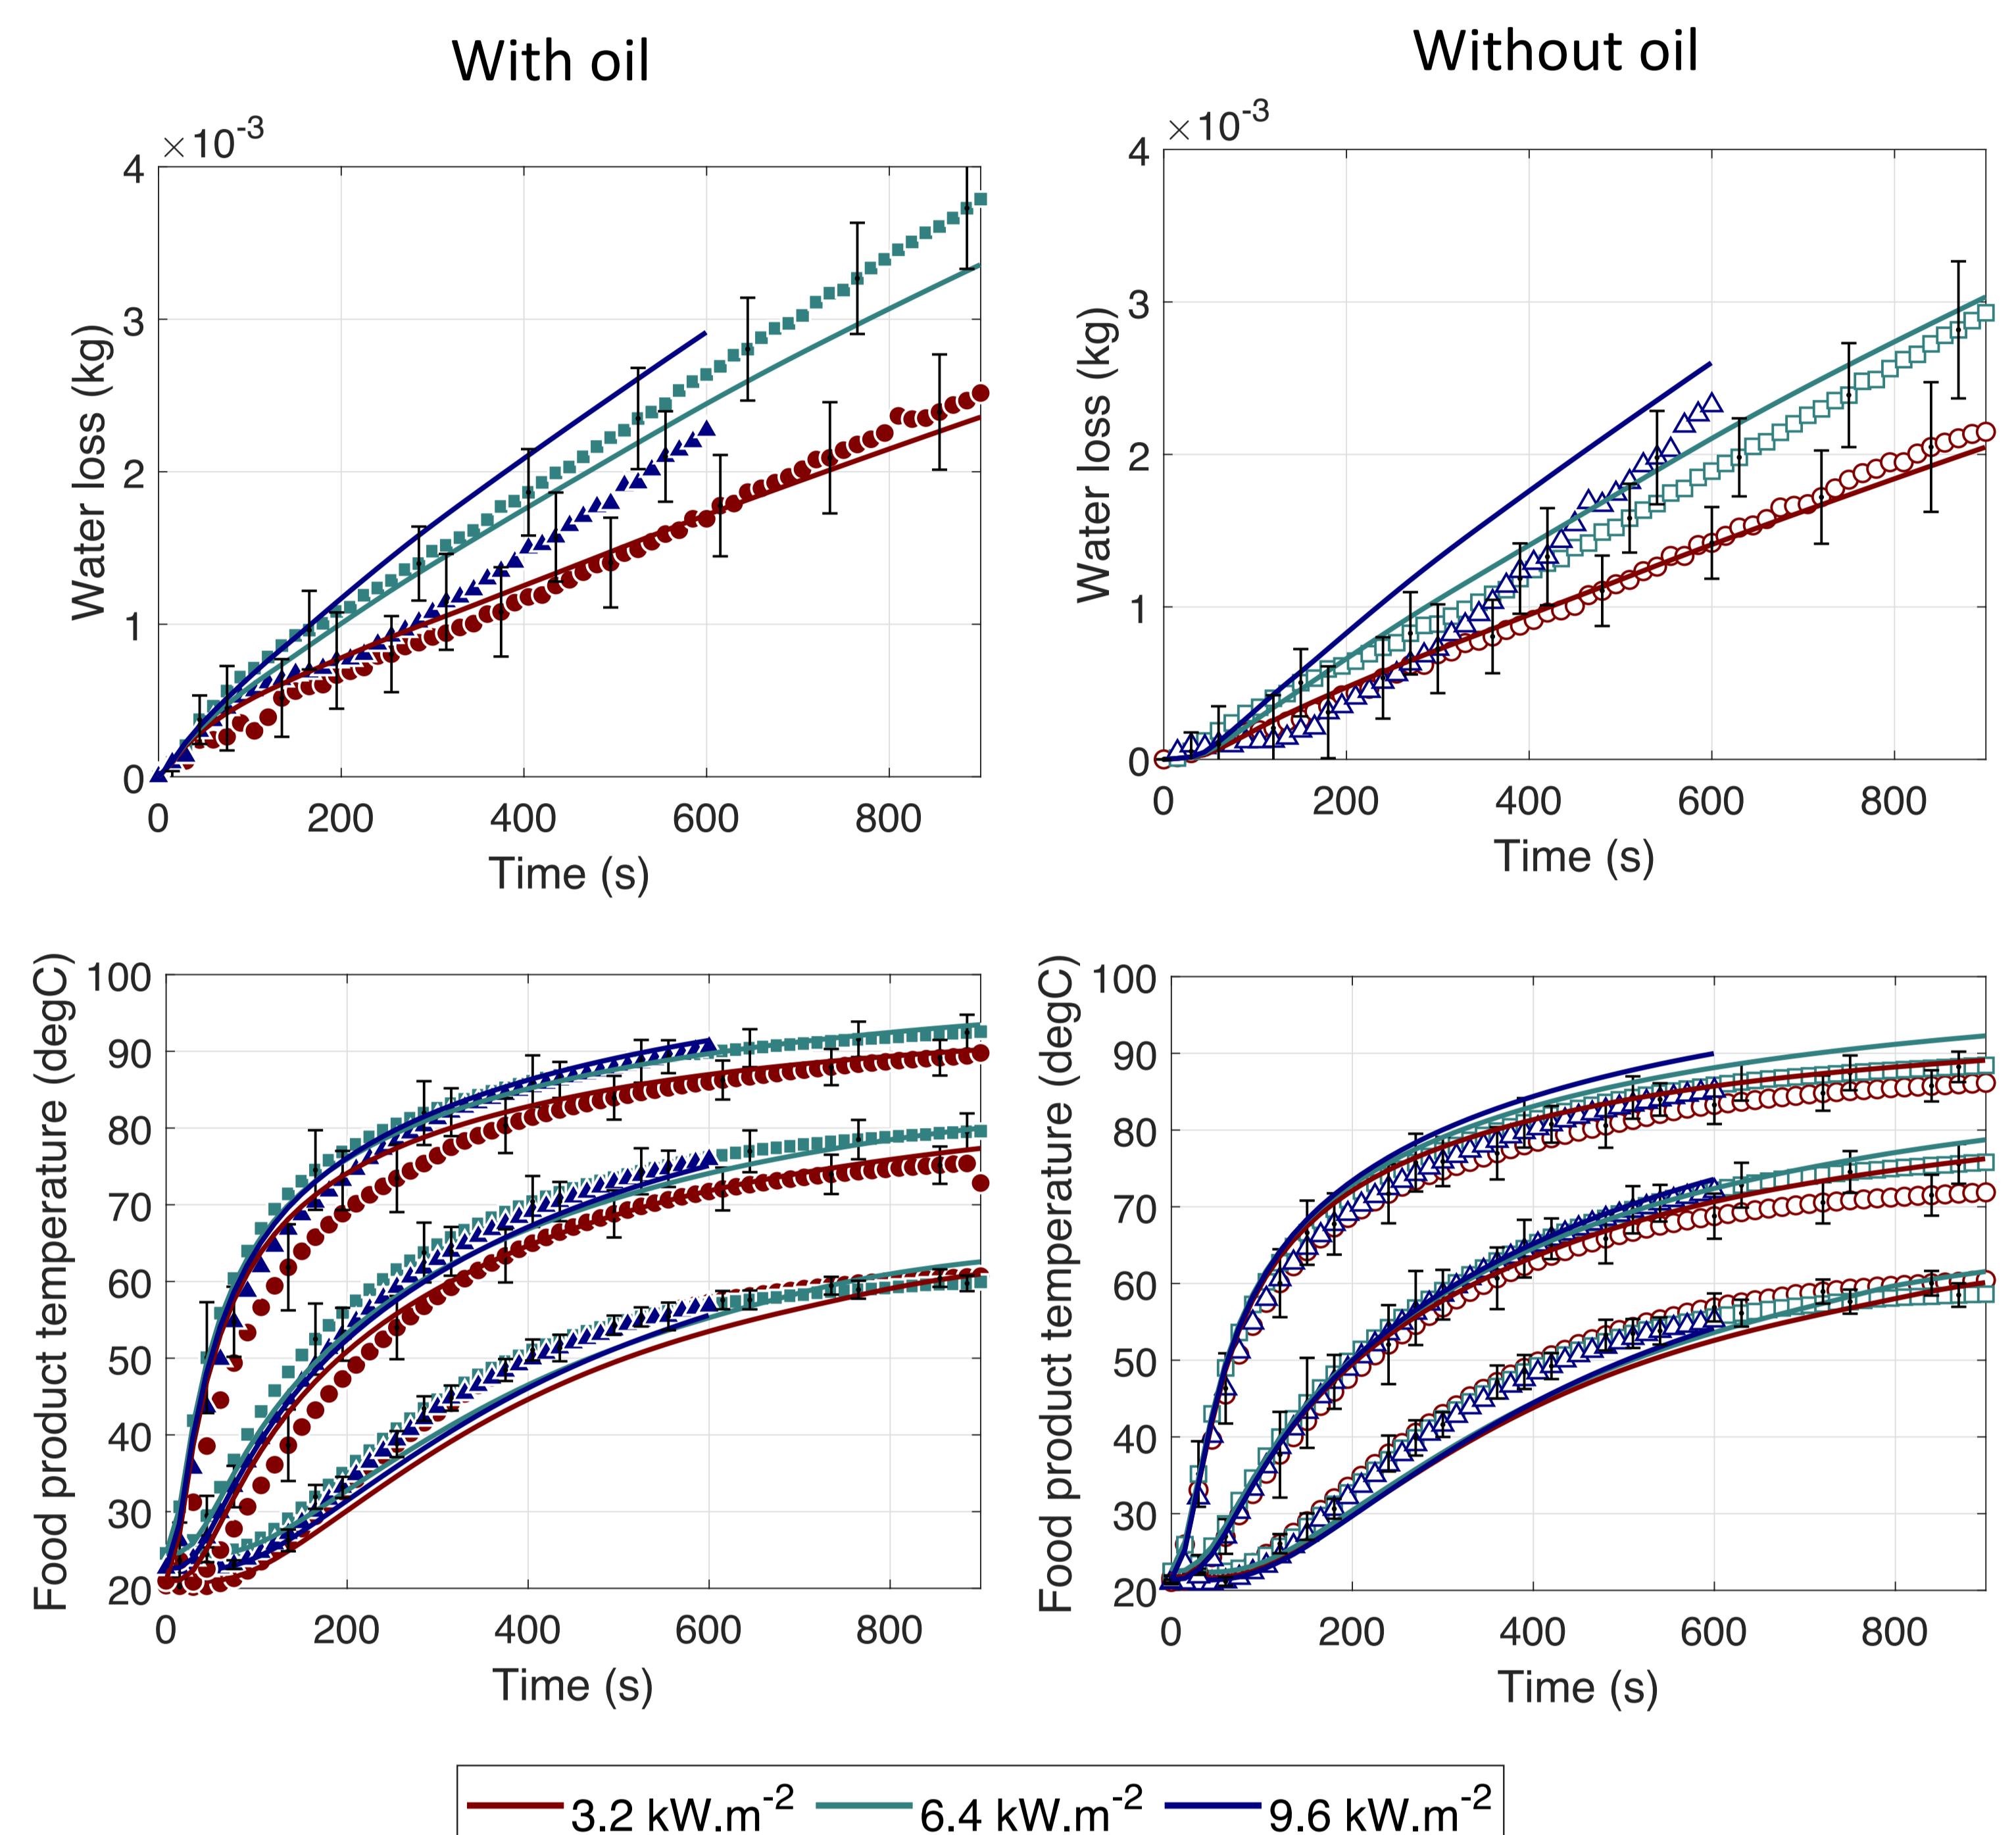 With oil
Without oil
×10-3
4
3
2
1
0
Water loss (kg)
0 200 400 600 800
Time (s)
×10-3
4
3
2
1
0
Water loss (kg)
0 200 400 600 800
Time (s)
100
90
80
70
60
50
40
30
20
Food product temperature (degC)
0 200 400 600 800
Time (s)
100
90
80
70
60
50
40
30
20
Food product temperature (degC)
0 200 400 600 800
Time (s)
3.2 kW.m-2 6.4 kW.m-2 9.6 kW.m-2